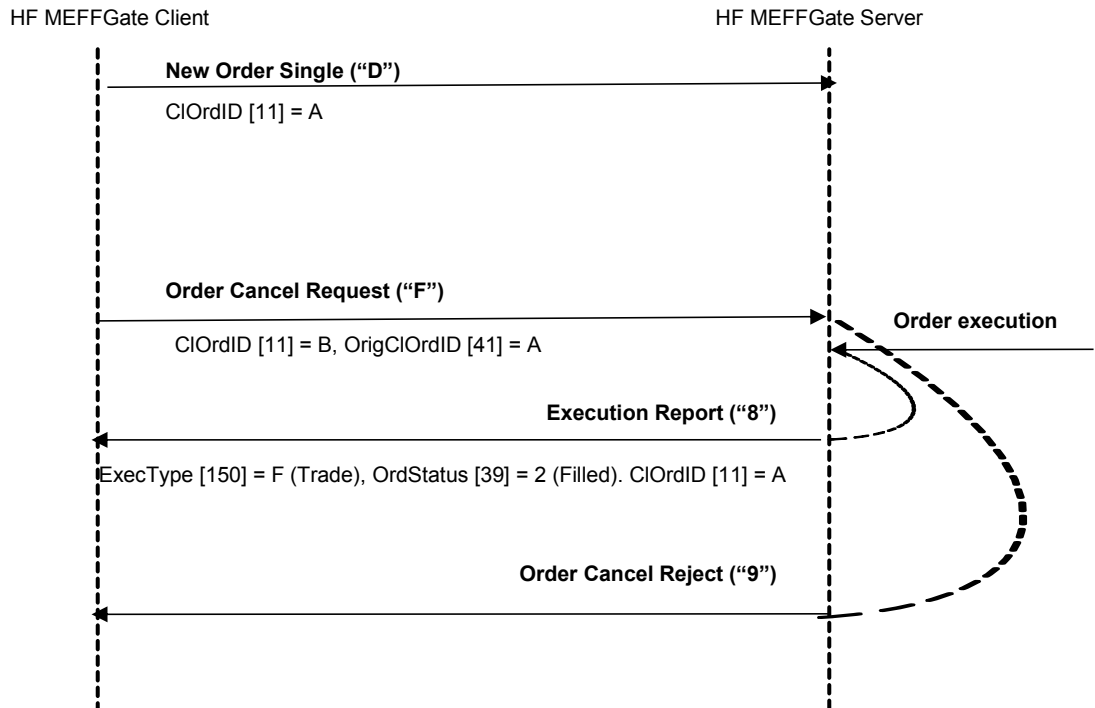 HF MEFFGate Client
HF MEFFGate Server
New Order Single (“D”)
ClOrdID [11] = A
Order Cancel Request (“F”)
Order execution
ClOrdID [11] = B, OrigClOrdID [41] = A
Execution Report (“8”)
ExecType [150] = F (Trade), OrdStatus [39] = 2 (Filled). ClOrdID [11] = A
Order Cancel Reject (“9”)